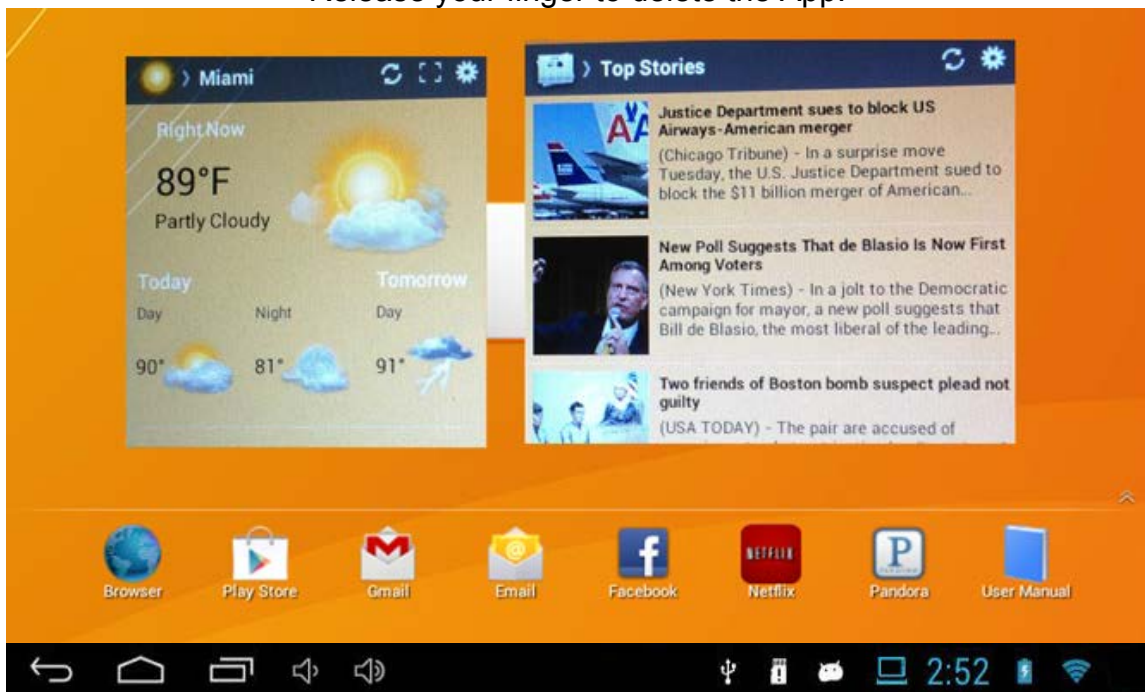 Release your finger to delete the App.
Miami
Top Stories
Right Now
89°F
Partly Cloudy
Today
Tomorrow
Day
Night
Day
90°
81°
91°
Justice Department sues to block US
Airways-American merger
(Chicago Tribune) - In a surprise move
Tuesday, the U.S. Justice Department sued to
block the $11 billion merger of American...
New Poll Suggests That de Blasio Is Now First
Among Voters
(New York Times) - In a jolt to the Democratic
campaign for mayor, a new poll suggests that
Bill de Blasio, the most liberal of the leading...
Two friends of Boston bomb suspect plead not
guilty
(USA TODAY) - The pair are accused of
NETFLIX
P
Browser
Play Store
Gmail
Email
Facebook
Netflix
Pandora
User Manual
2:52